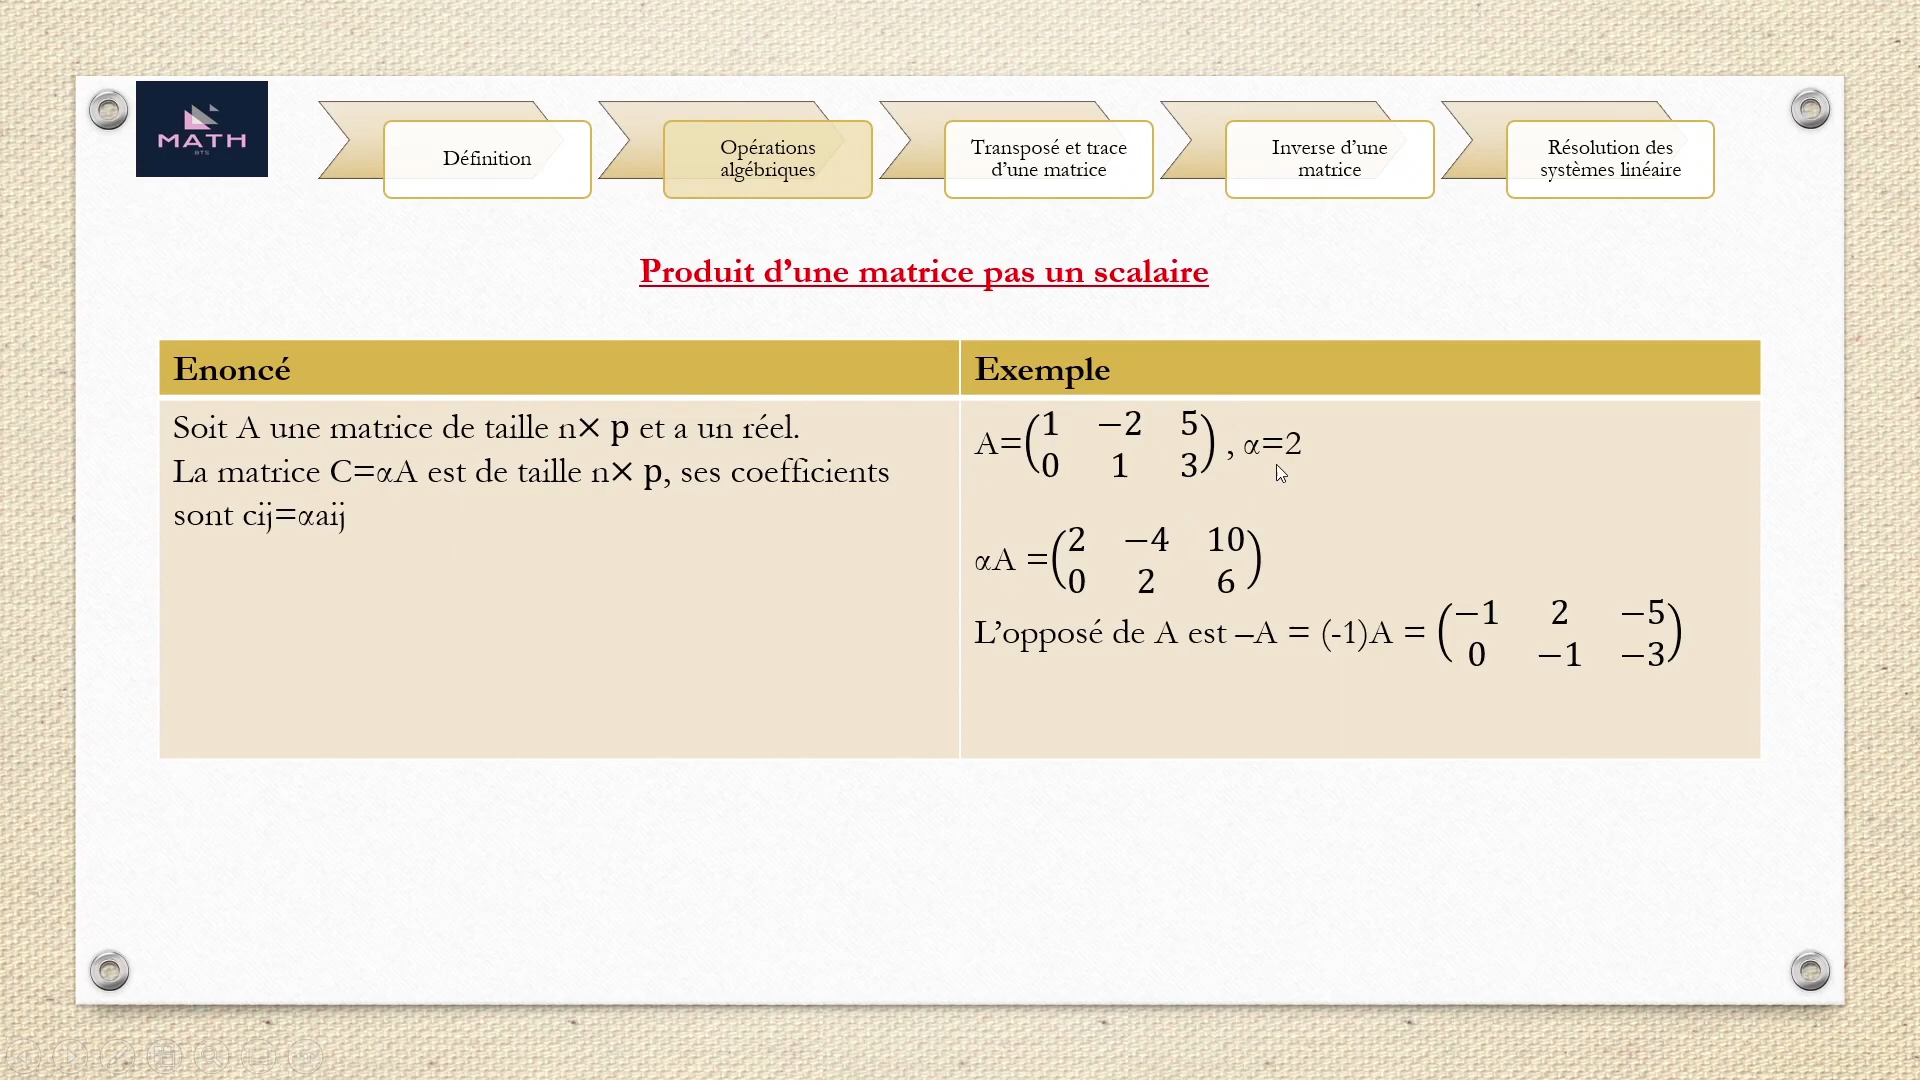 MATH
BTS
Définition
Opérations
algébriques
Transposé et trace
d’une matrice
Inverse d’une
matrice
Résolution des
systèmes linéaire
Produit d’une matrice pas un scalaire
Enoncé
Exemple
Soit A une matrice de taille n× p et a un réel.
La matrice C=αA est de taille n× p, ses coefficients
sont cij=αaij
A=(1 −2 5
0 1 3) , α=2
αA =(2 −4 10
0 2 6)
L’opposé de A est –A = (-1)A = (−1 2 −5
0 −1 −3)